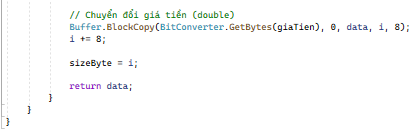 // Chuyển đổi giá tiền (double)
Buffer.BlockCopy(BitConverter.GetBytes(giaTien), 0, data, i, 8);
i += 8;
sizeByte = i;
return data;
}
}
}